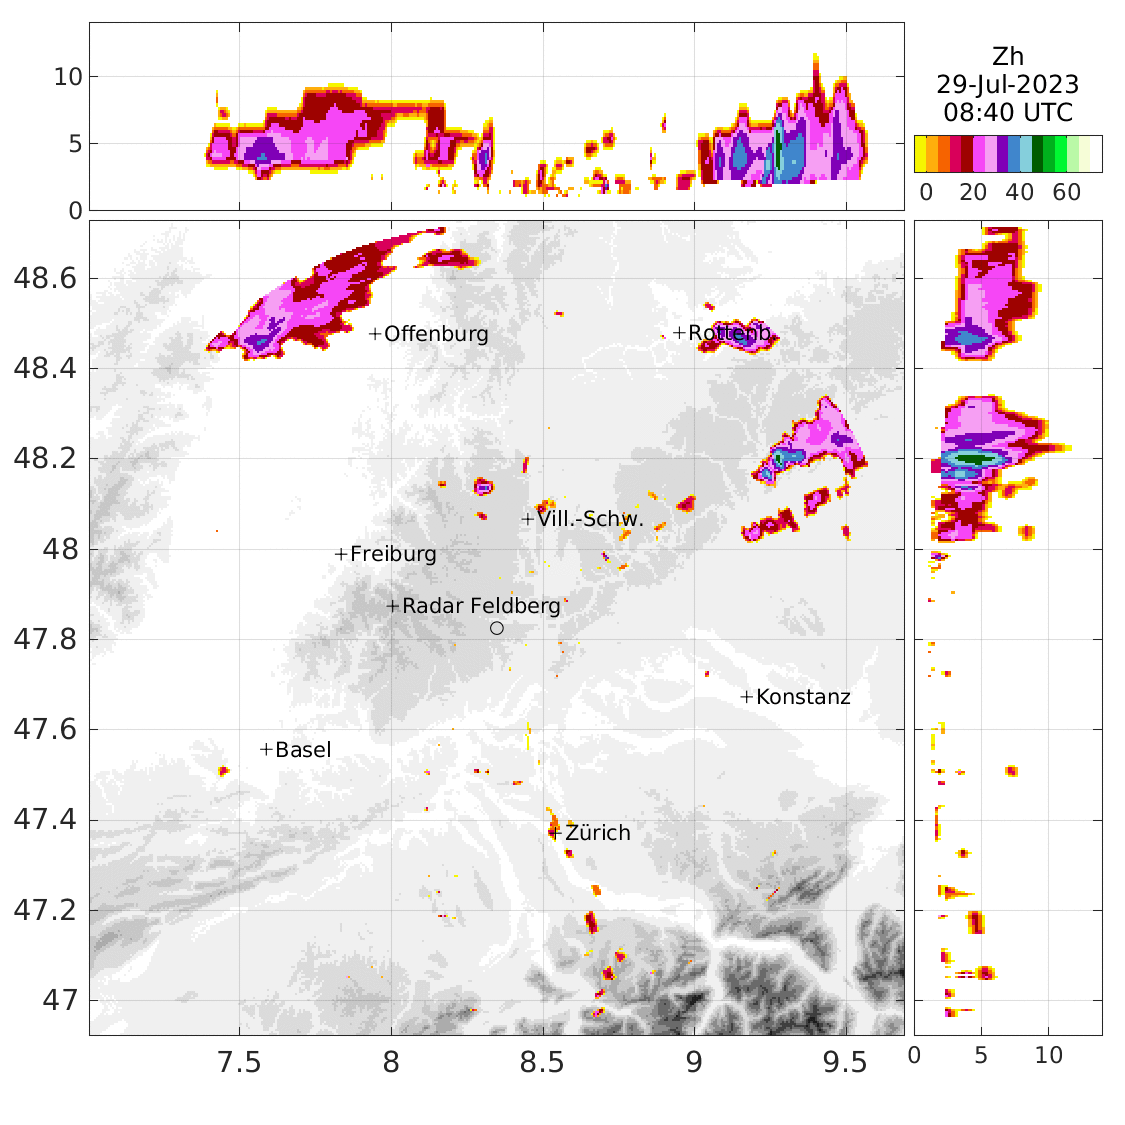 10
5
0
Zh
29-Jul-2023
08:40 UTC
0 20 40 60
48.6
48.4
48.2
48
47.8
47.6
47.4
47.2
47
+Offenburg
+Rottenb
+Vill.-Schw.
+Freiburg
+Radar Feldberg
+Konstanz
+Basel
+Zürich
7.5 8 8.5 9 9.5
0 5 10